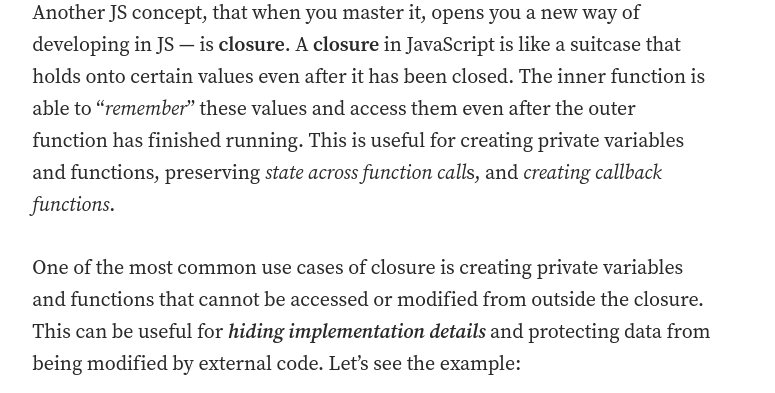 Another JS concept, that when you master it, opens you a new way of
developing in JS — is closure. A closure in JavaScript is like a suitcase that
holds onto certain values even after it has been closed. The inner function is
able to “remember” these values and access them even after the outer
function has finished running. This is useful for creating private variables
and functions, preserving state across function calls, and creating callback
functions.
One of the most common use cases of closure is creating private variables
and functions that cannot be accessed or modified from outside the closure.
This can be useful for hiding implementation details and protecting data from
being modified by external code. Let’s see the example: